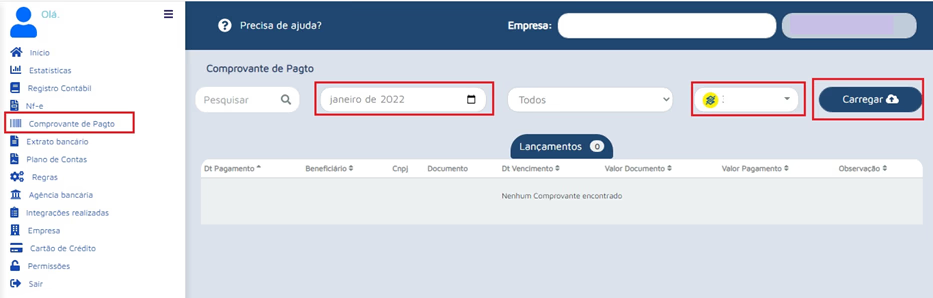 Olá.
Inicio
Estatísticas
Registro Contábil
Nf-e
Comprovante de Pagto
Extrato bancário
Plano de Contas
Regras
Agência bancaria
Integrações realizadas
Empresa
Cartão de Crédito
Permissões
Sair
? Precisa de ajuda? Empresa:
Comprovante de Pagto
Pesquisar janeiro de 2022 Todos : Carregar
Lançamentos 0
Dt Pagamento Beneficiário Cnpj Documento Dt Vencimento Valor Documento Valor Pagamento Observação
Nenhum Comprovante encontrado